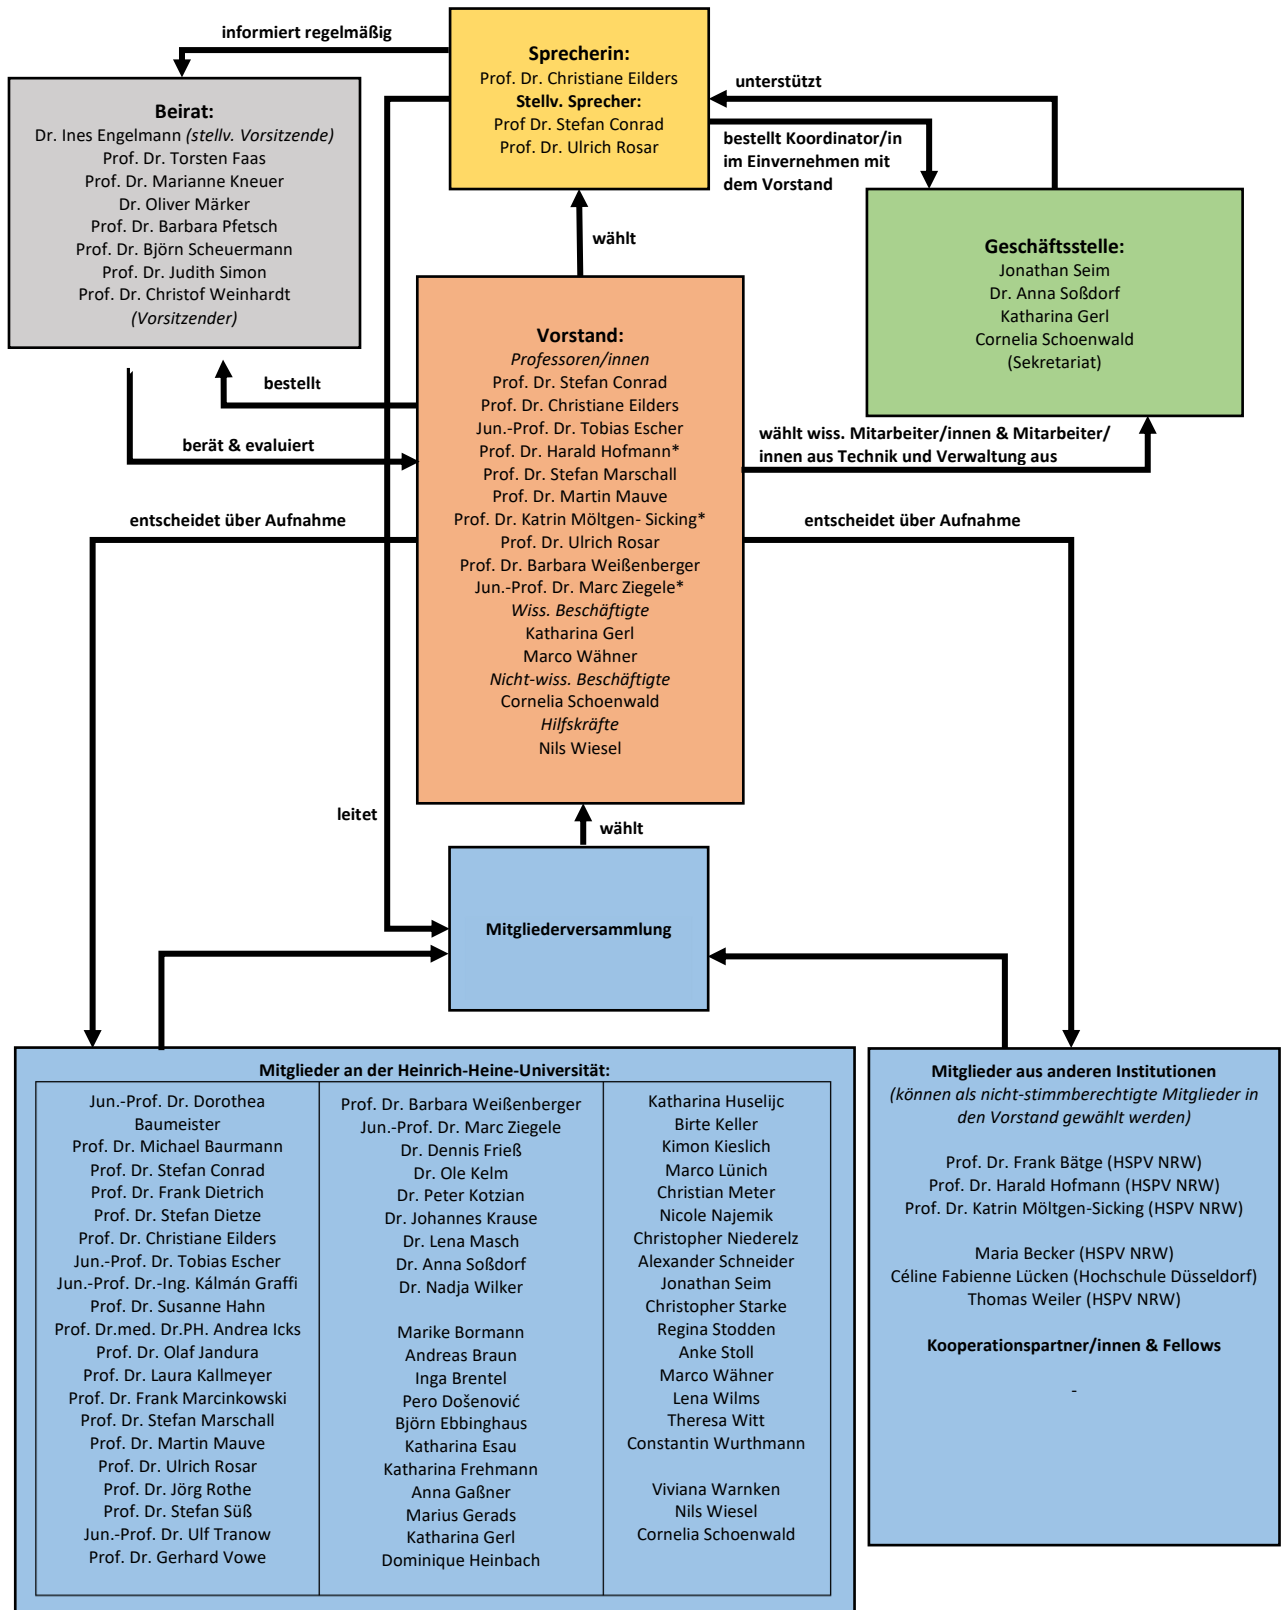 informiert regelmäßig
Sprecherin:
Prof. Dr. Christiane Eilders
Stellv. Sprecher:
Prof Dr. Stefan Conrad
Prof. Dr. Ulrich Rosar
unterstützt
bestellt Koordinator/in
im Einvernehmen mit
dem Vorstand
Beirat:
Dr. Ines Engelmann (stellv. Vorsitzende)
Prof. Dr. Torsten Faas
Prof. Dr. Marianne Kneuer
Dr. Oliver Märker
Prof. Dr. Barbara Pfetsch
Prof. Dr. Björn Scheuermann
Prof. Dr. Judith Simon
Prof. Dr. Christof Weinhardt
(Vorsitzender)
wählt
Geschäftsstelle:
Jonathan Seim
Dr. Anna Soßdorf
Katharina Gerl
Cornelia Schoenwald
(Sekretariat)
bestellt
berät & evaluiert
Vorstand:
Professoren/innen
Prof. Dr. Stefan Conrad
Prof. Dr. Christiane Eilders
Jun.-Prof. Dr. Tobias Escher
Prof. Dr. Harald Hofmann*
Prof. Dr. Stefan Marschall
Prof. Dr. Martin Mauve
Prof. Dr. Katrin Möltgen- Sicking*
Prof. Dr. Ulrich Rosar
Prof. Dr. Barbara Weißenberger
Jun.-Prof. Dr. Marc Ziegele*
Wiss. Beschäftigte
Katharina Gerl
Marco Wähner
Nicht-wiss. Beschäftigte
Cornelia Schoenwald
Hilfskräfte
Nils Wiesel
wählt wiss. Mitarbeiter/innen & Mitarbeiter/
innen aus Technik und Verwaltung aus
entscheidet über Aufnahme
entscheidet über Aufnahme
leitet
wählt
Mitgliederversammlung
Mitglieder an der Heinrich-Heine-Universität:
Jun.-Prof. Dr. Dorothea
Baumeister
Prof. Dr. Michael Baurmann
Prof. Dr. Stefan Conrad
Prof. Dr. Frank Dietrich
Prof. Dr. Stefan Dietze
Prof. Dr. Christiane Eilders
Jun.-Prof. Dr. Tobias Escher
Jun.-Prof. Dr.-Ing. Kálmán Graffi
Prof. Dr. Susanne Hahn
Prof. Dr.med. Dr.PH. Andrea Icks
Prof. Dr. Olaf Jandura
Prof. Dr. Laura Kallmeyer
Prof. Dr. Frank Marcinkowski
Prof. Dr. Stefan Marschall
Prof. Dr. Martin Mauve
Prof. Dr. Ulrich Rosar
Prof. Dr. Jörg Rothe
Prof. Dr. Stefan Süß
Jun.-Prof. Dr. Ulf Tranow
Prof. Dr. Gerhard Vowe
Prof. Dr. Barbara Weißenberger
Jun.-Prof. Dr. Marc Ziegele
Dr. Dennis Frieß
Dr. Ole Kelm
Dr. Peter Kotzian
Dr. Johannes Krause
Dr. Lena Masch
Dr. Anna Soßdorf
Dr. Nadja Wilker
Marike Bormann
Andreas Braun
Inga Brentel
Pero Došenović
Björn Ebbinghaus
Katharina Esau
Katharina Frehmann
Anna Gaßner
Marius Gerads
Katharina Gerl
Dominique Heinbach
Katharina Huselijc
Birte Keller
Kimon Kieslich
Marco Lünich
Christian Meter
Nicole Najemik
Christopher Niederelz
Alexander Schneider
Jonathan Seim
Christopher Starke
Regina Stodden
Anke Stoll
Marco Wähner
Lena Wilms
Theresa Witt
Constantin Wurthmann
Viviana Warnken
Nils Wiesel
Cornelia Schoenwald
Mitglieder aus anderen Institutionen
(können als nicht-stimmberechtigte Mitglieder in
den Vorstand gewählt werden)
Prof. Dr. Frank Bätge (HSPV NRW)
Prof. Dr. Harald Hofmann (HSPV NRW)
Prof. Dr. Katrin Möltgen-Sicking (HSPV NRW)
Maria Becker (HSPV NRW)
Céline Fabienne Lücken (Hochschule Düsseldorf)
Thomas Weiler (HSPV NRW)
Kooperationspartner/innen & Fellows
-